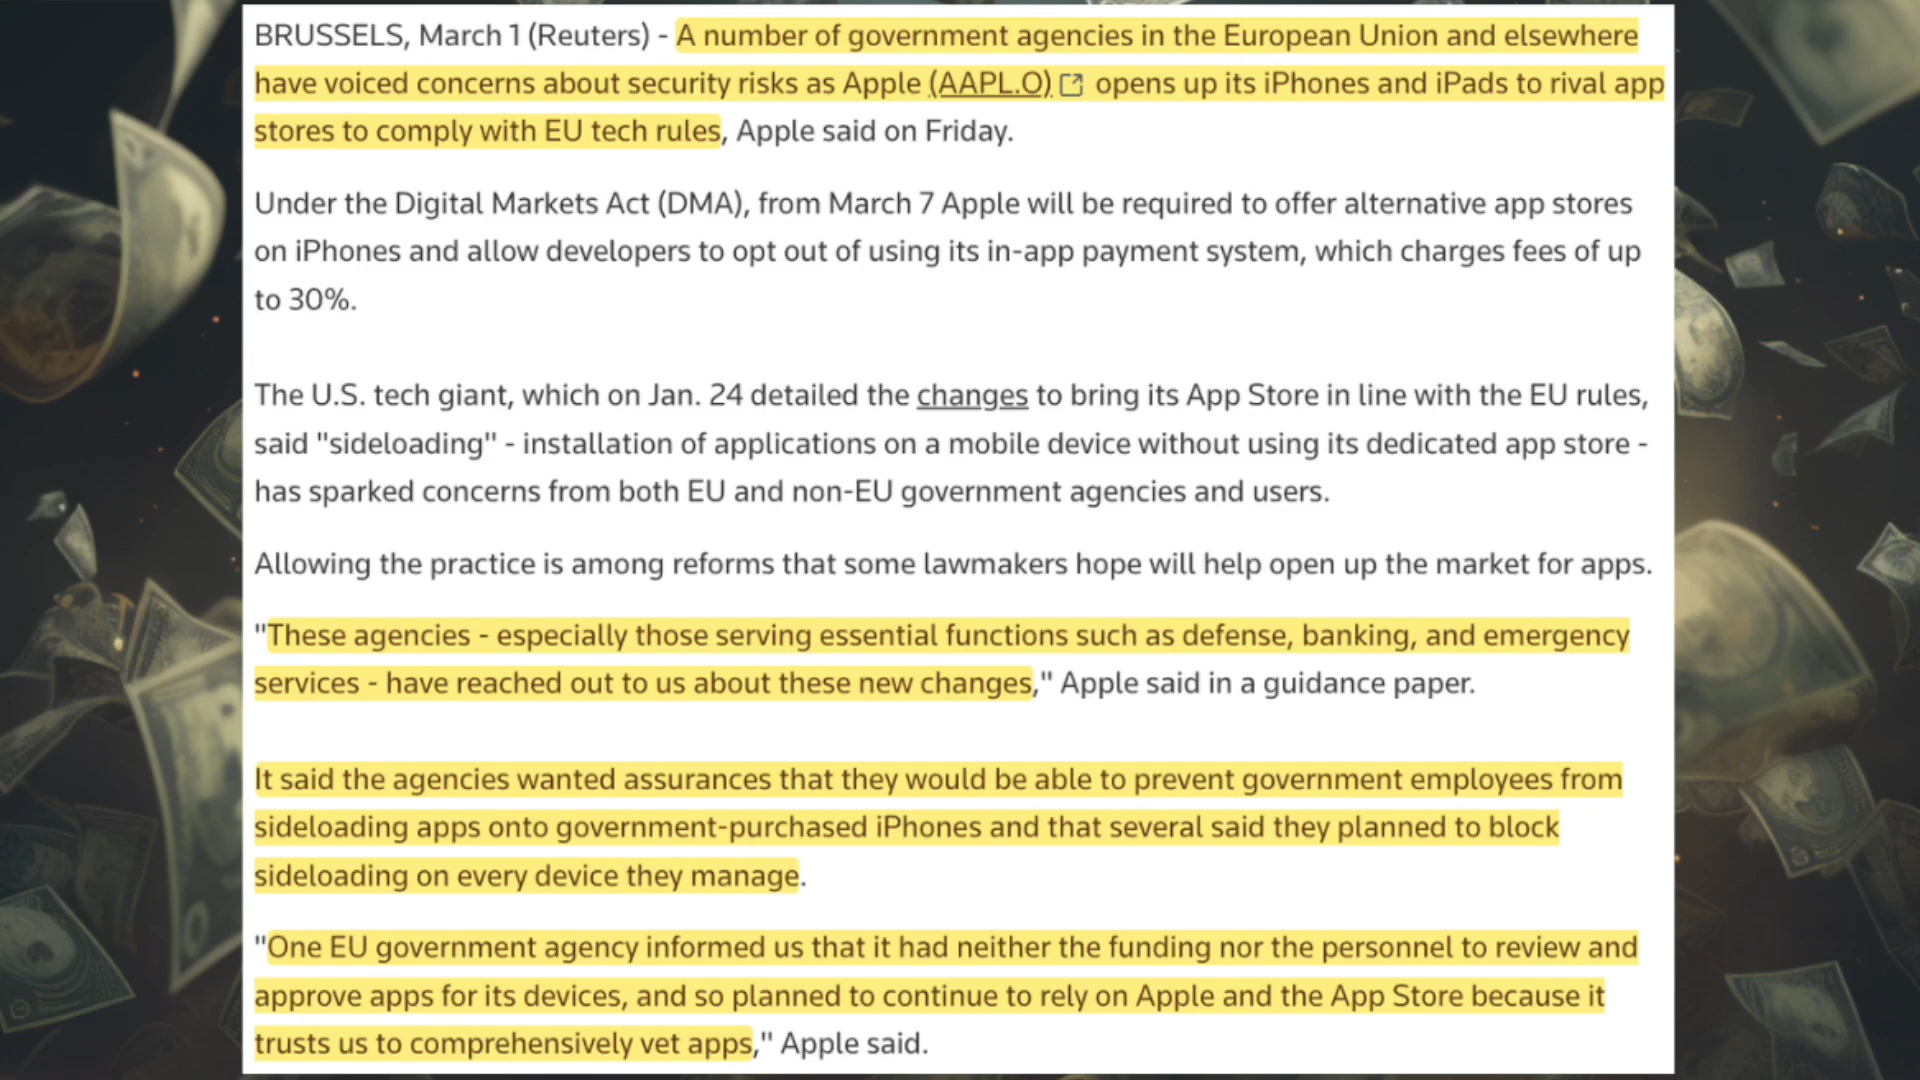 BRUSSELS, March 1 (Reuters) - A number of government agencies in the European Union and elsewhere
have voiced concerns about security risks as Apple (AAPL.O) opens up its iPhones and iPads to rival app
stores to comply with EU tech rules, Apple said on Friday.
Under the Digital Markets Act (DMA), from March 7 Apple will be required to offer alternative app stores
on iPhones and allow developers to opt out of using its in-app payment system, which charges fees of up
to 30%.
The U.S. tech giant, which on Jan. 24 detailed the changes to bring its App Store in line with the EU rules,
said "sideloading" - installation of applications on a mobile device without using its dedicated app store -
has sparked concerns from both EU and non-EU government agencies and users.
Allowing the practice is among reforms that some lawmakers hope will help open up the market for apps.
"These agencies - especially those serving essential functions such as defense, banking, and emergency
services - have reached out to us about these new changes," Apple said in a guidance paper.
It said the agencies wanted assurances that they would be able to prevent government employees from
sideloading apps onto government-purchased iPhones and that several said they planned to block
sideloading on every device they manage.
"One EU government agency informed us that it had neither the funding nor the personnel to review and
approve apps for its devices, and so planned to continue to rely on Apple and the App Store because it
trusts us to comprehensively vet apps," Apple said.